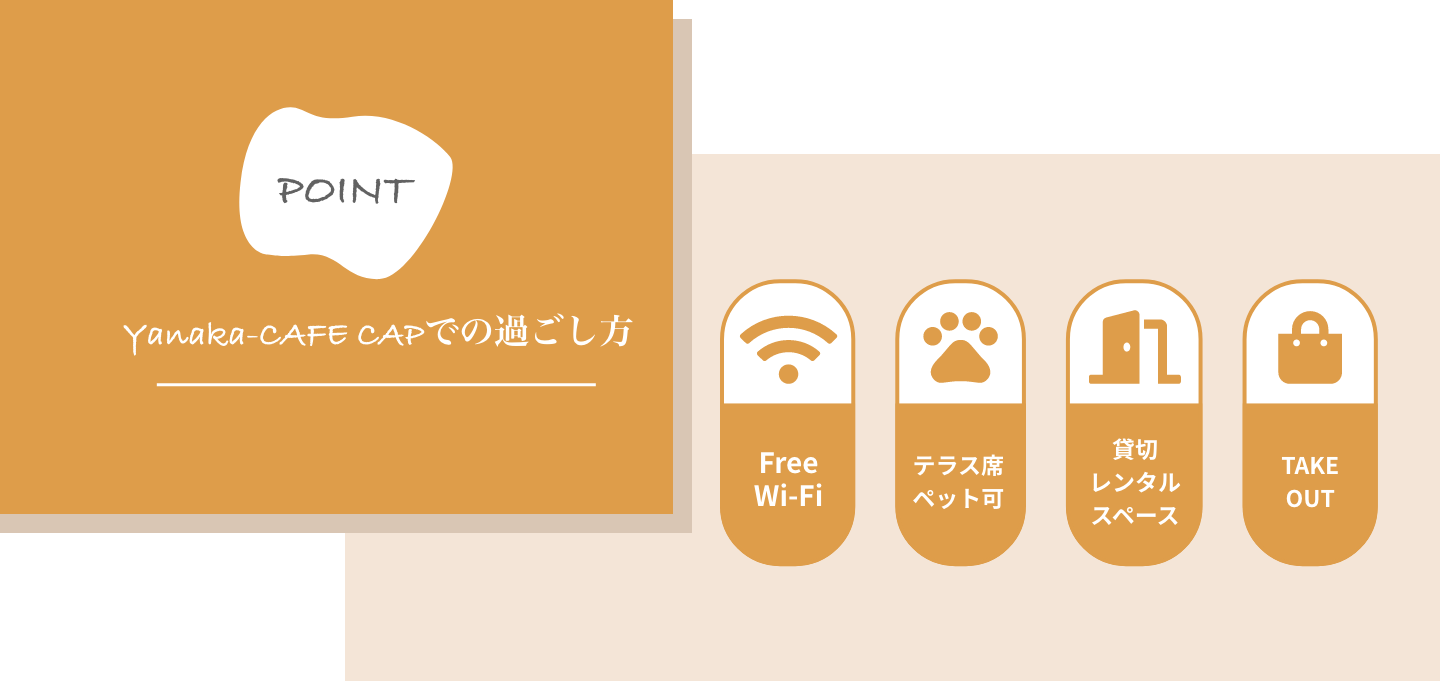 POINT
Yanaka-CAFE CAPでの過ごし方
Free
Wi-Fi
テラス席
ペット可
貸切
レンタル
スペース
TAKE
OUT